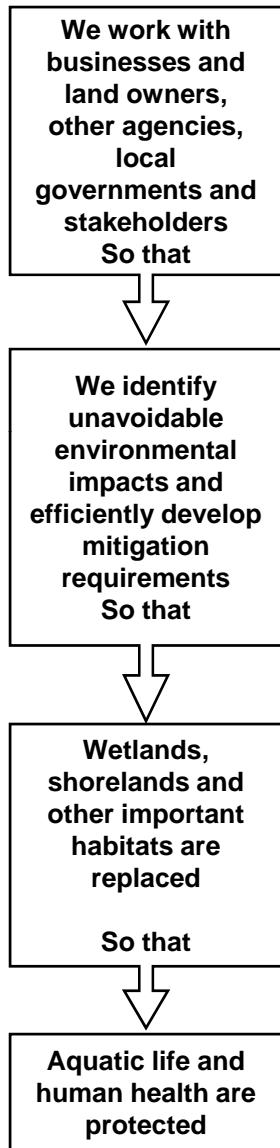 We work with
businesses and
land owners,
other agencies,
local
governments and
stakeholders
So that
We identify
unavoidable
environmental
impacts and
efficiently develop
mitigation
requirements
So that
Wetlands,
shorelands and
other important
habitats are
replaced
So that
Aquatic life and
human health are
protected